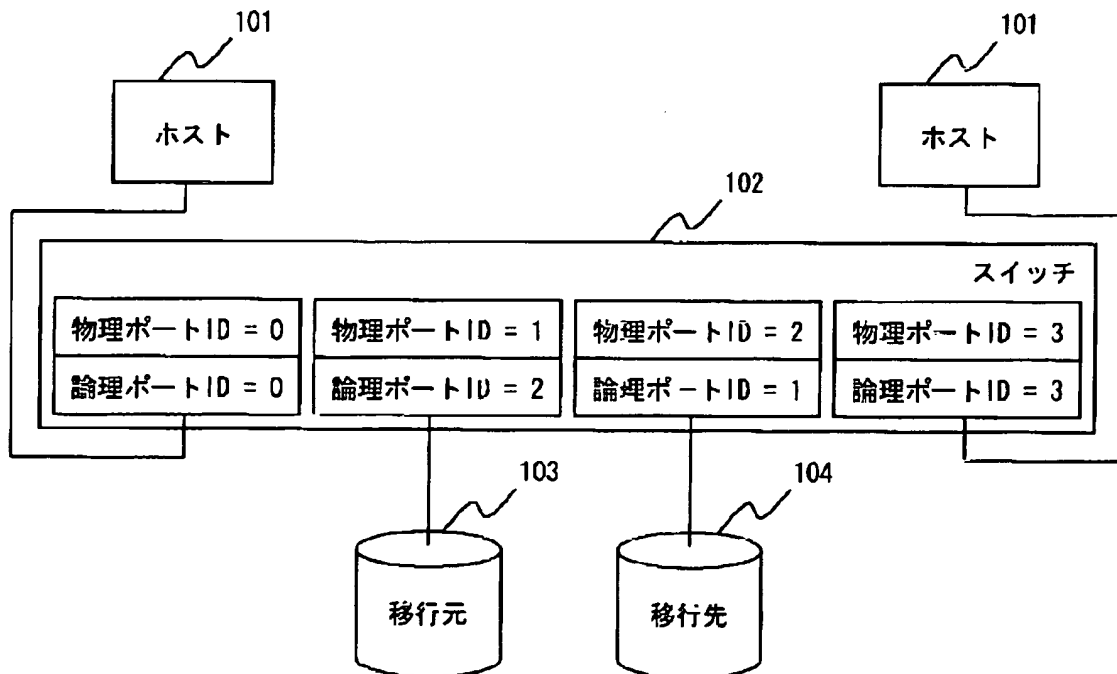 101
101
ホスト
ホスト
102
スイッチ
物理ポートID = 0
物理ポートID = 1
物理ポートID = 2
物理ポートID = 3
論理ポートID = 0
論理ポートID = 2
論理ポートID = 1
論理ポートID = 3
103
104
移行元
移行先